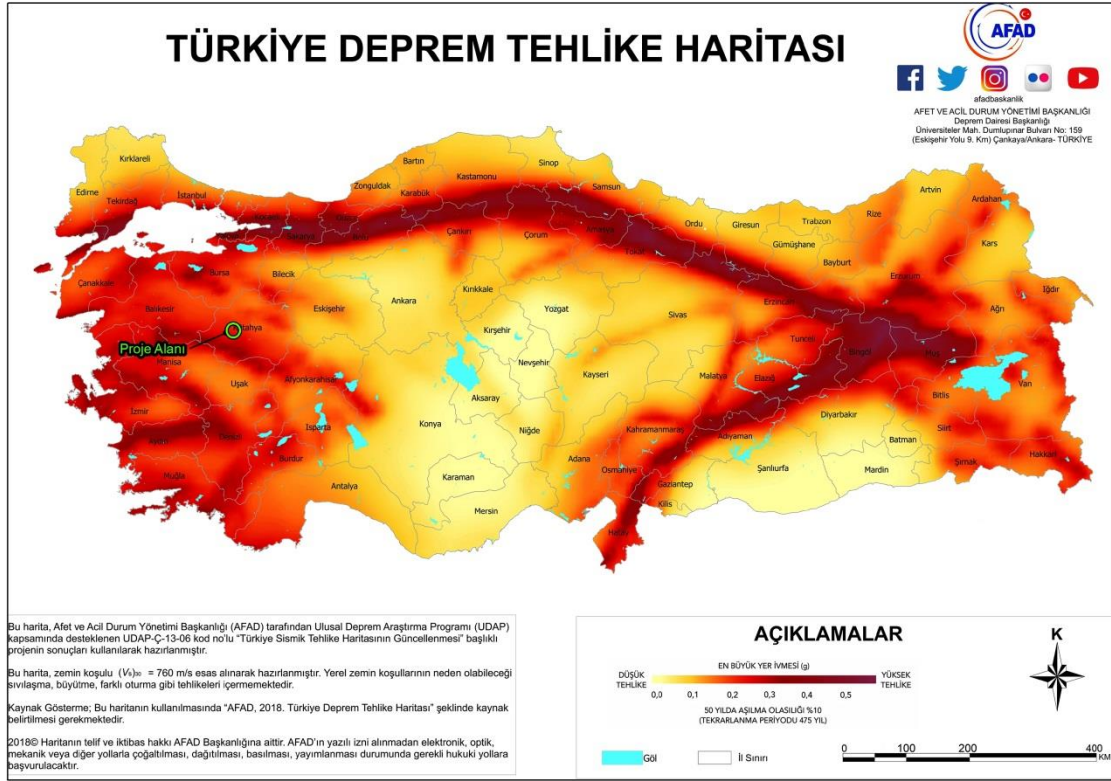 TÜRKİYE DEPREM TEHLİKE HARİTASI
AFAD
afadbaskanlik
AFET VE ACİL DURUM YÖNETİMİ BAŞKANLIĞI
Deprem Dairesi Başkanlığı
Üniversiteler Mah. Dumlupınar Bulvarı No: 159
(Eskişehir Yolu 9. Km) Çankaya/Ankara- TÜRKİYE
Kırklareli
Edirne
Tekirdağ
İstanbul
Zonguldak
Bartın
Karabük
Kastamonu
Sinop
Samsun
Ordu
Giresun
Trabzon
Rize
Artvin
Ardahan
Kars
Gümüşhane
Bayburt
Erzurum
Iğdır
Ağrı
Çanakkale
Bursa
Bilecik
Sakarya
Bolu
Çankırı
Çorum
Amasya
Tokat
Balıkesir
Eskişehir
Ankara
Kırıkkale
Yozgat
Sivas
Erzincan
Tunceli
Bingöl
Muş
Proje Alanı
Manisa
Uşak
Afyonkarahisar
Kırşehir
Nevşehir
Kayseri
Malatya
Elazığ
Bitlis
Van
İzmir
Aydın
Denizli
Isparta
Konya
Aksaray
Niğde
Kahramanmaraş
Adıyaman
Diyarbakır
Batman
Siirt
Şırnak
Hakkari
Muğla
Burdur
Antalya
Karaman
Mersin
Adana
Osmaniye
Gaziantep
Kilis
Hatay
Şanlıurfa
Mardin
Bu harita, Afet ve Acil Durum Yönetimi Başkanlığı (AFAD) tarafından Ulusal Deprem Araştırma Programı (UDAP)
kapsamında desteklenen UDAP-Ç-13-06 kod no'lu "Türkiye Sismik Tehlike Haritasının Güncellenmesi" başlıklı
projenin sonuçları kullanılarak hazırlanmıştır.
Bu harita, zemin koşulu (Vs)30 = 760 m/s esas alınarak hazırlanmıştır. Yerel zemin koşullarının neden olabileceği
sıvılaşma, büyütme, farklı oturma gibi tehlikeleri içermemektedir.
Kaynak Gösterme; Bu haritanın kullanılmasında "AFAD, 2018. Türkiye Deprem Tehlike Haritası" şeklinde kaynak
belirtilmesi gerekmektedir.
2018© Haritanın telif ve iktibas hakkı AFAD Başkanlığına aittir. AFAD'ın yazılı izni alınmadan elektronik, optik,
mekanik veya diğer yollarla çoğaltılması, dağıtılması, basılması, yayımlanması durumunda gerekli hukuki yollara
başvurulacaktır.
AÇIKLAMALAR
EN BÜYÜK YER İVMESİ (g)
DÜŞÜK TEHLİKE
YÜKSEK TEHLİKE
0,0 0,1 0,2 0,3 0,4 0,5
50 YILDA AŞILMA OLASILIĞI %10
(TEKRARLANMA PERİYODU 475 YIL)
Göl
İl Sınırı
K
0 100 200 400
KM